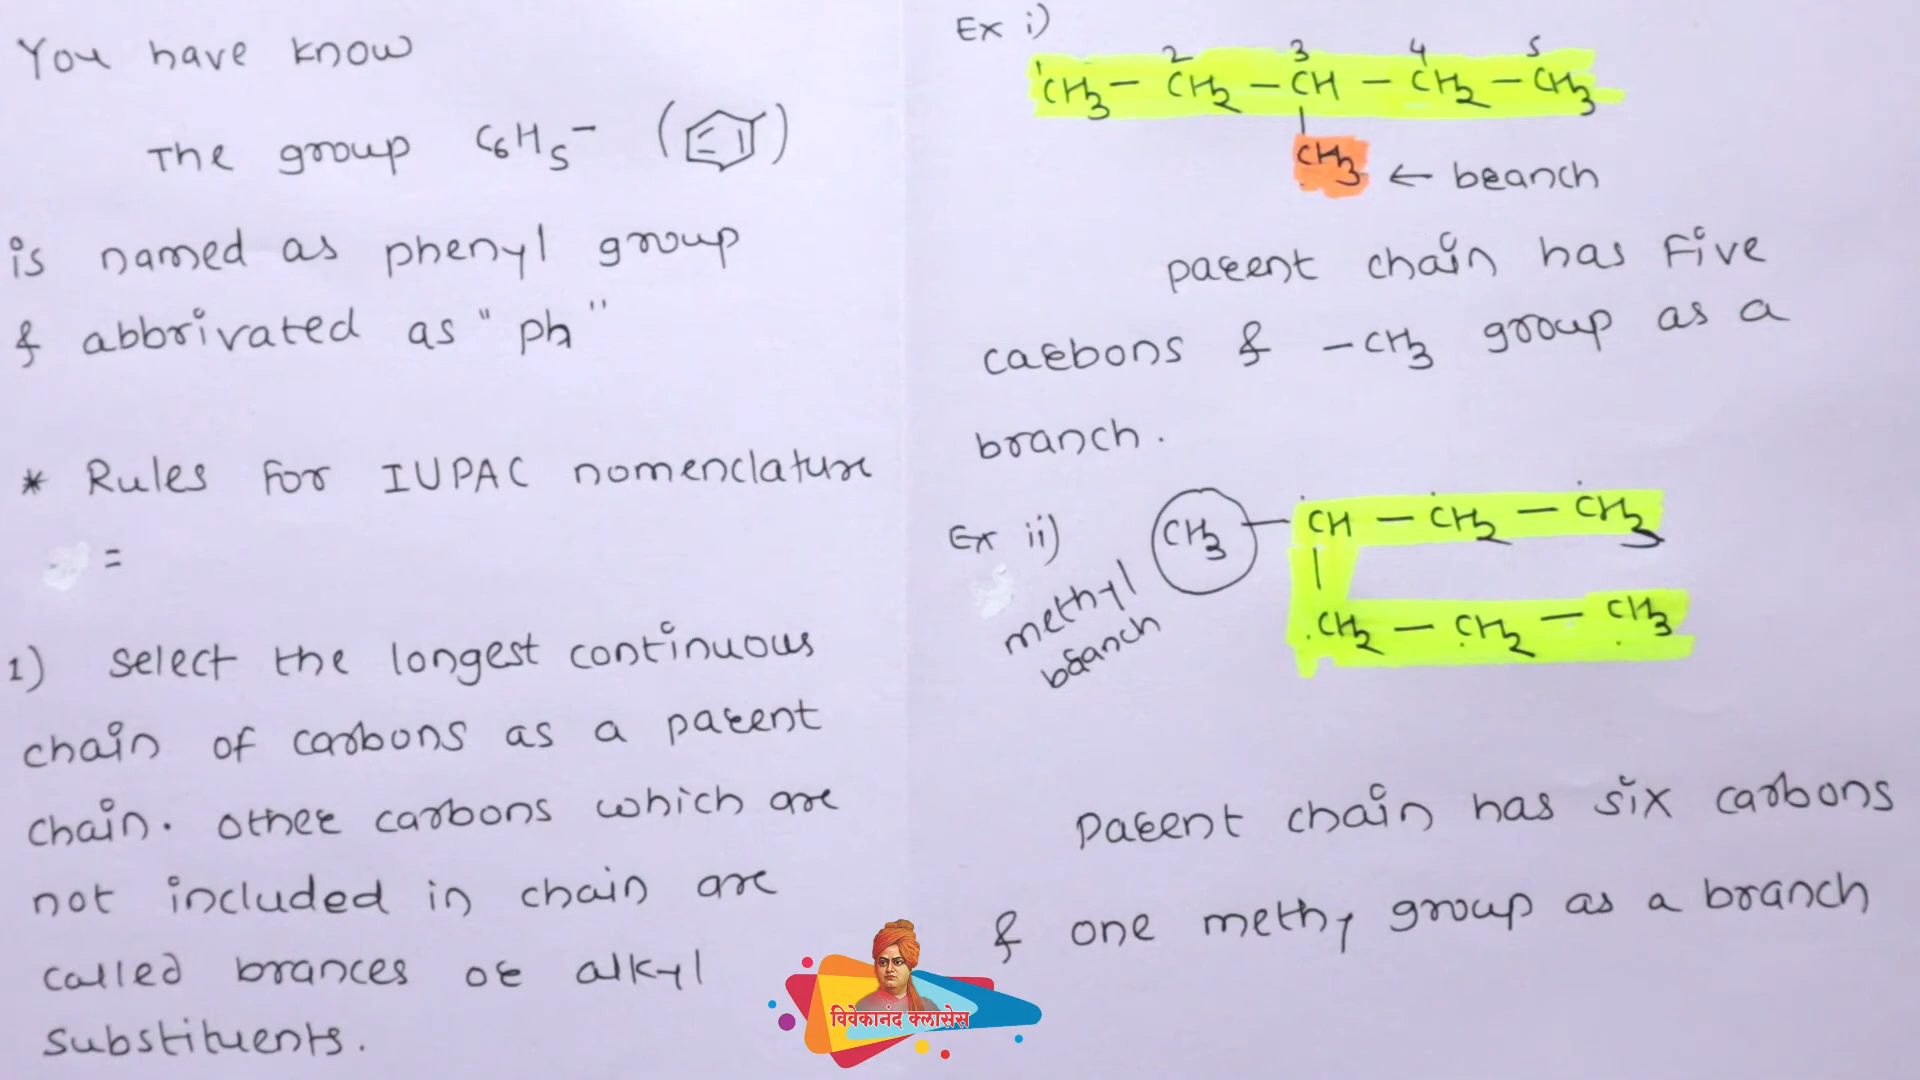 You have know
The group C6H5- ( )
is named as phenyl group
& abbrivated as "ph"
* Rules For IUPAC nomenclature
=
1) select the longest continuous
chain of carbons as a parent
chain. other carbons which are
not included in chain are
called brances or alkyl
substituents.
Ex i)
1 2 3 4 5
CH3 - CH2 - CH - CH2 - CH3
|
CH3 ← branch
parent chain has Five
carbons & -CH3 group as a
branch.
Ex ii) CH3 - CH - CH2 - CH3
|
methyl
branch
CH2 - CH2 - CH3
Parent chain has six carbons
& one methy group as a branch
विवेकानंद क्लासेस